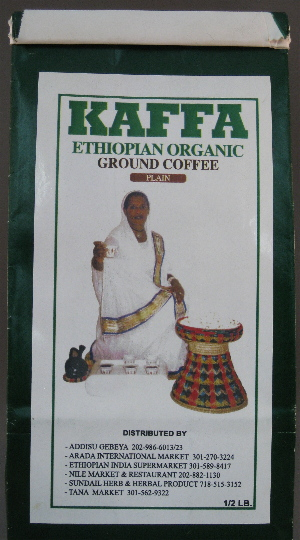 KAFFA
ETHIOPIAN ORGANIC
GROUND COFFEE
PLAIN
DISTRIBUTED BY
- ADDISU GEBEYA 202-986-6013/23
- ARADA INTERNATIONAL MARKET 301-270-3224
- ETHIOPIAN INDIA SUPERMARKET 301-589-8417
- NILE MARKET & RESTAURANT 202-882-1130
- SUNDAIL HERB & HERBAL PRODUCT 718-515-3152
- TANA MARKET 301-562-9322
1/2 LB.